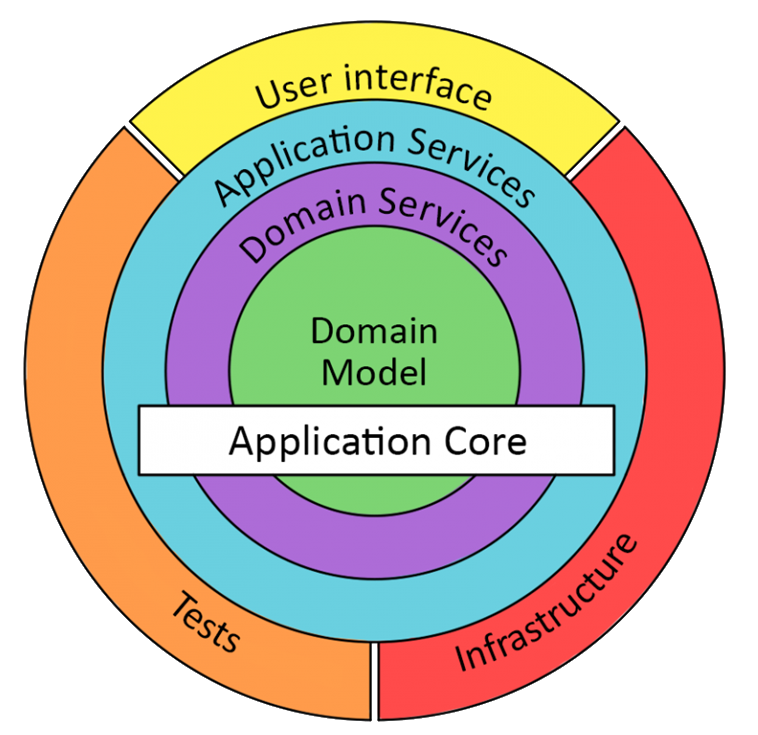 User interface
Application Services
Domain Services
Domain
Model
Application Core
Tests
Infrastructure